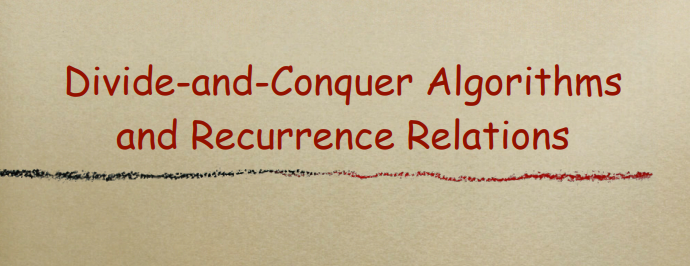 Divide-and-Conquer Algorithms
and Recurrence Relations